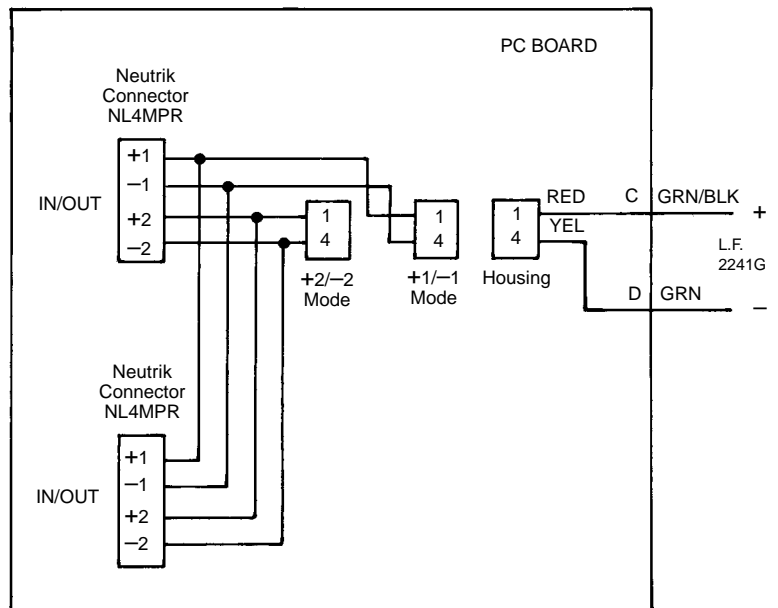 PC BOARD
Neutrik
Connector
NL4MPR
IN/OUT
+1
−1
+2
−2
1
4
+2/−2
Mode
1
4
+1/−1
Mode
1
4
Housing
RED
YEL
C
GRN/BLK
+
L.F.
2241G
D
GRN
−
Neutrik
Connector
NL4MPR
IN/OUT
+1
−1
+2
−2